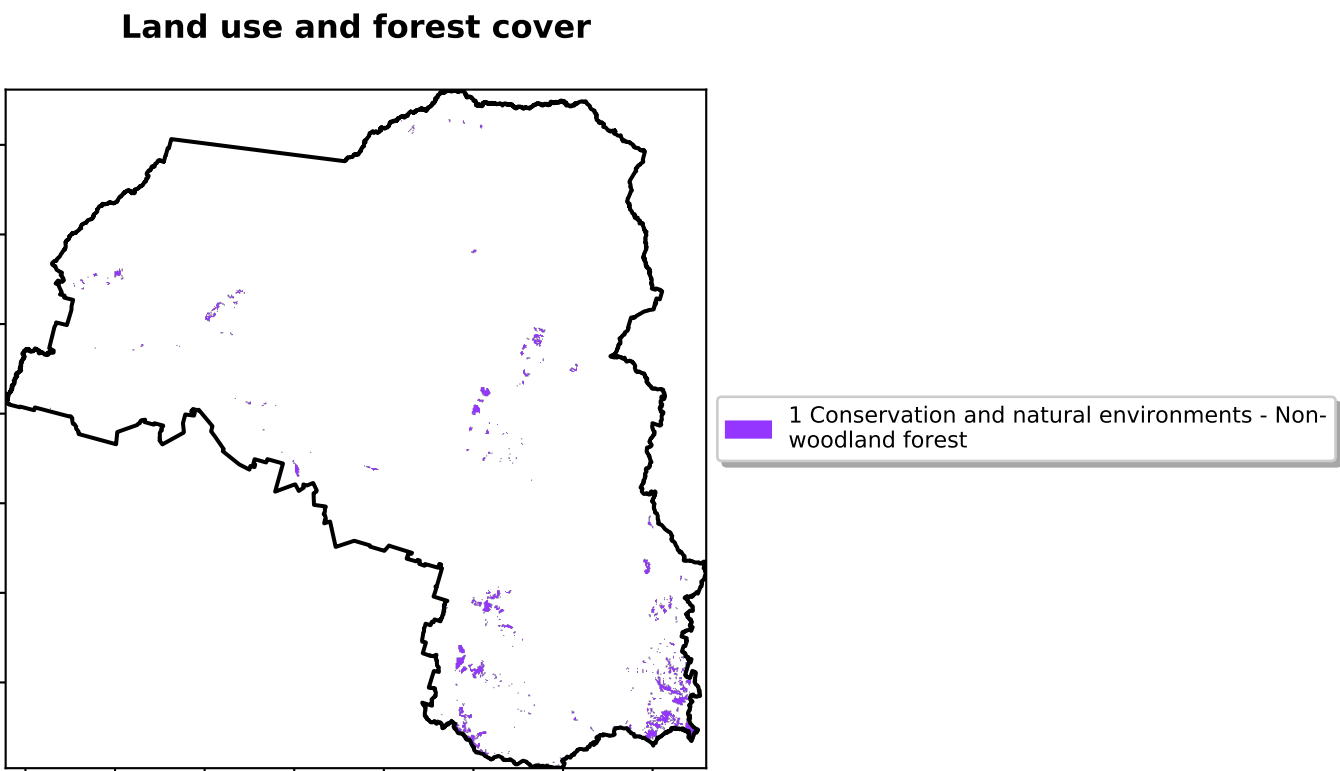 Land use and forest cover
1 Conservation and natural environments - Non-
woodland forest